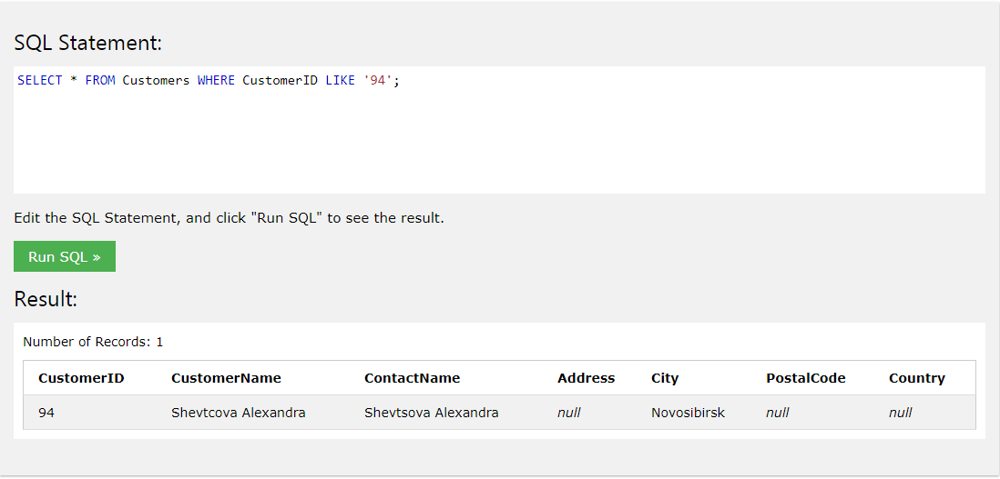 SQL Statement:
SELECT * FROM Customers WHERE CustomerID LIKE '94';
Edit the SQL Statement, and click "Run SQL" to see the result.
Run SQL »
Result:
Number of Records: 1
CustomerID CustomerName ContactName Address City PostalCode Country
94 Shevtcova Alexandra Shevtsova Alexandra null Novosibirsk null null